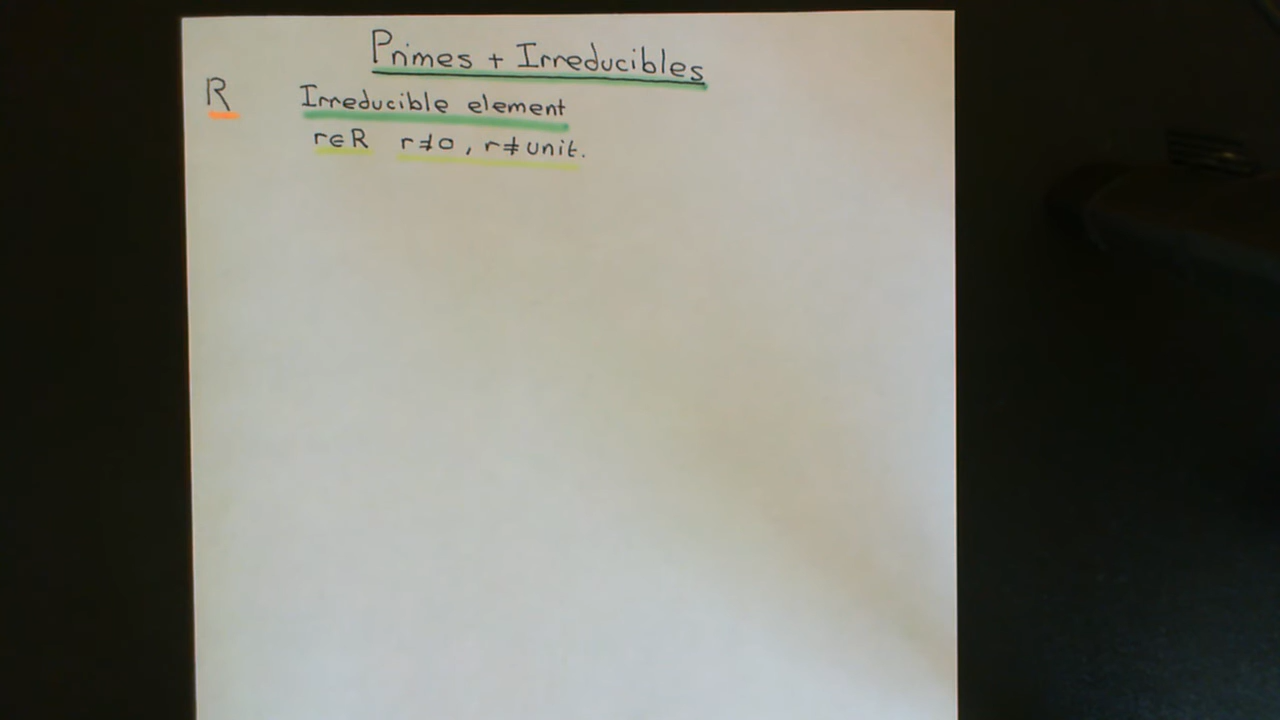 Primes + Irreducibles
R Irreducible element
r∈R r≠0, r≠unit.